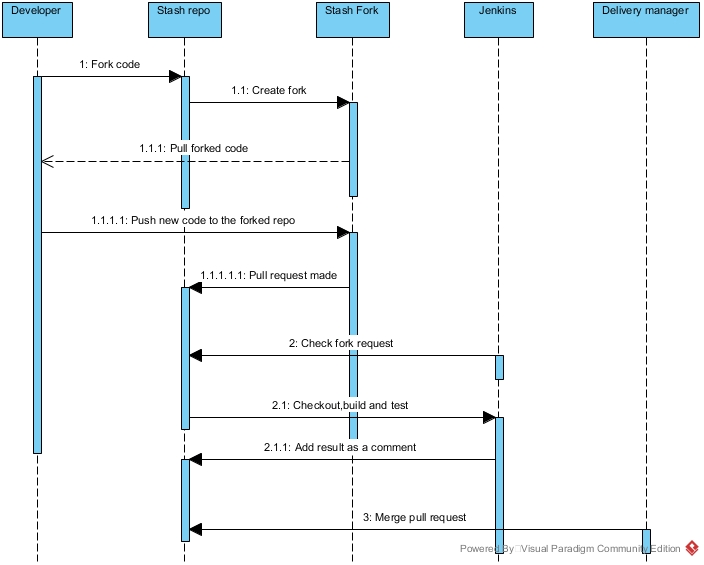 Developer
Stash repo
Stash Fork
Jenkins
Delivery manager
1: Fork code
1.1: Create fork
1.1.1: Pull forked code
1.1.1.1: Push new code to the forked repo
1.1.1.1.1: Pull request made
2: Check fork request
2.1: Checkout,build and test
2.1.1: Add result as a comment
3: Merge pull request
Powered By□Visual Paradigm Community Edition